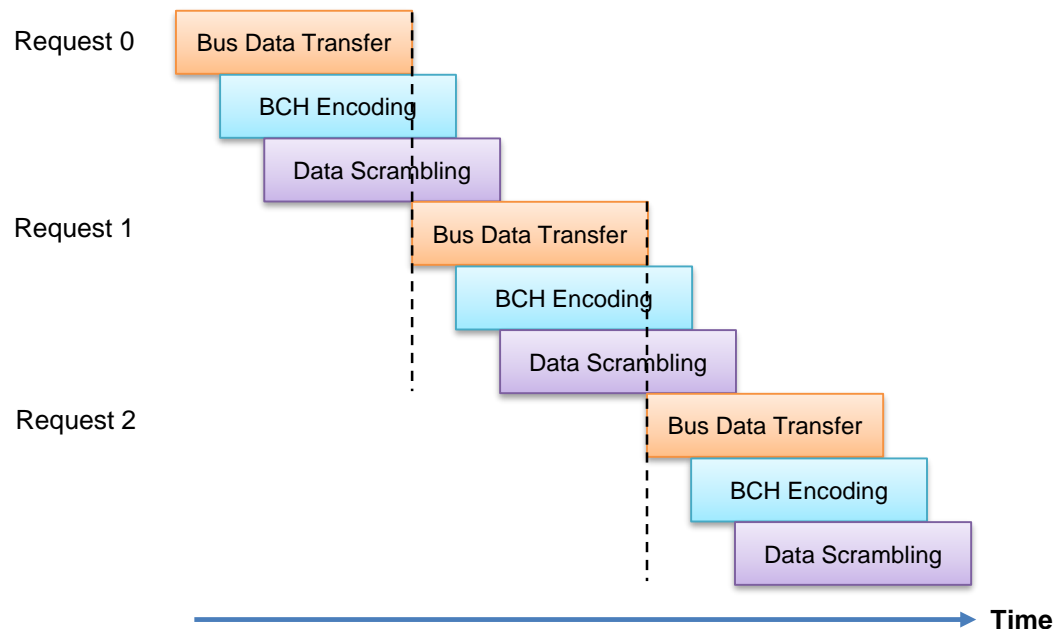 Request 0
Bus Data Transfer
BCH Encoding
Data Scrambling
Request 1
Bus Data Transfer
BCH Encoding
Data Scrambling
Request 2
Bus Data Transfer
BCH Encoding
Data Scrambling
Time